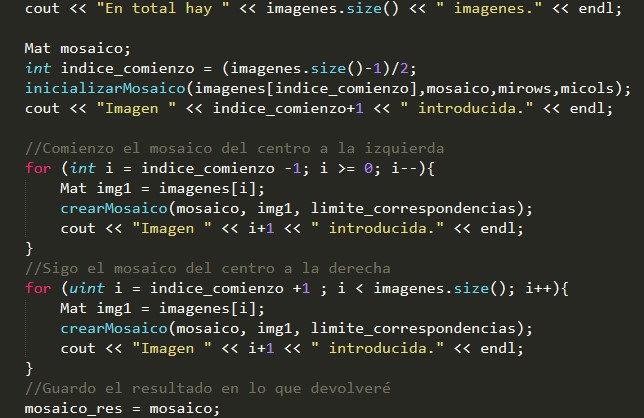 cout << "En total hay " << imagenes.size() << " imagenes." << endl;
Mat mosaico;
int indice_comienzo = (imagenes.size()-1)/2;
inicializarMosaico(imagenes[indice_comienzo],mosaico,mirows,micols);
cout << "Imagen " << indice_comienzo+1 << " introducida." << endl;
//Comienzo el mosaico del centro a la izquierda
for (int i = indice_comienzo -1; i >= 0; i--){
Mat img1 = imagenes[i];
crearMosaico(mosaico, img1, limite_correspondencias);
cout << "Imagen " << i+1 << " introducida." << endl;
}
//Sigo el mosaico del centro a la derecha
for (uint i = indice_comienzo +1 ; i < imagenes.size(); i++){
Mat img1 = imagenes[i];
crearMosaico(mosaico, img1, limite_correspondencias);
cout << "Imagen " << i+1 << " introducida." << endl;
}
//Guardo el resultado en lo que devolveré
mosaico_res = mosaico;